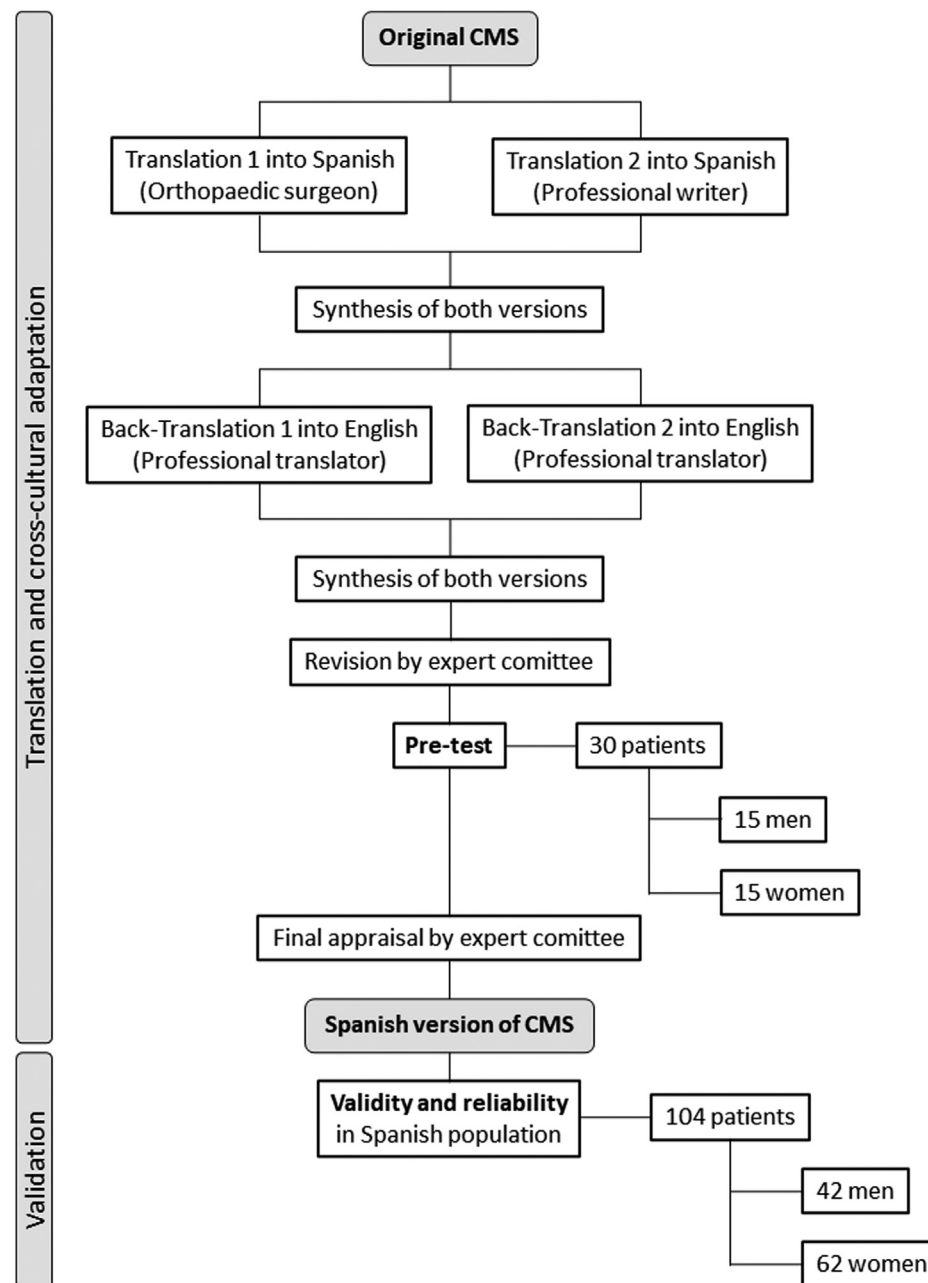 Original CMS
Translation 1 into Spanish
(Orthopaedic surgeon)
Translation 2 into Spanish
(Professional writer)
Synthesis of both versions
Back-Translation 1 into English
(Professional translator)
Back-Translation 2 into English
(Professional translator)
Synthesis of both versions
Revision by expert comittee
Pre-test
30 patients
15 men
15 women
Final appraisal by expert comittee
Spanish version of CMS
Translation and cross-cultural adaptation
Validity and reliability
in Spanish population
104 patients
42 men
62 women
Validation